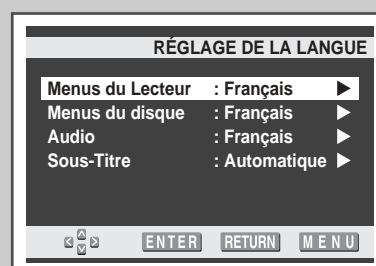 RÉGLAGE DE LA LANGUE
Menus du Lecteur : Français ▶
Menus du disque : Français ▶
Audio : Français ▶
Sous-Titre : Automatique ▶
ENTER RETURN MENU